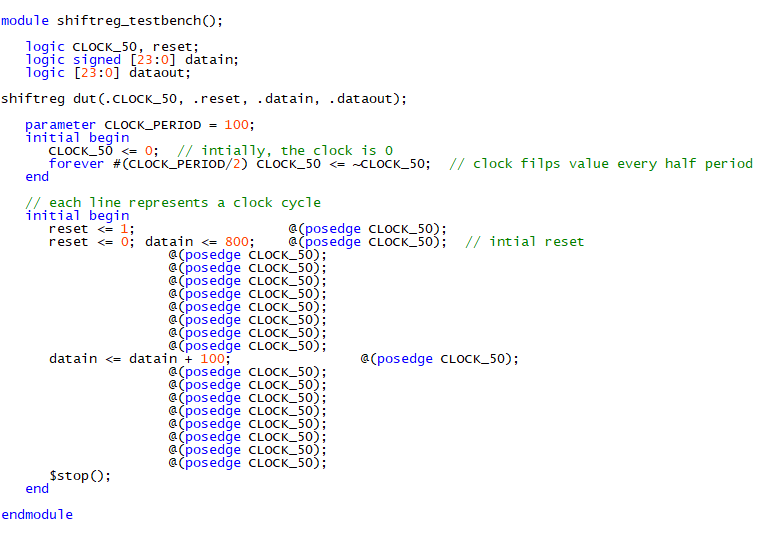 module shiftreg_testbench();
logic CLOCK_50, reset;
logic signed [23:0] datain;
logic [23:0] dataout;
shiftreg dut(.CLOCK_50, .reset, .datain, .dataout);
parameter CLOCK_PERIOD = 100;
initial begin
CLOCK_50 <= 0; // intially, the clock is 0
forever #(CLOCK_PERIOD/2) CLOCK_50 <= ~CLOCK_50; // clock filps value every half period
end
// each line represents a clock cycle
initial begin
reset <= 1; @(posedge CLOCK_50);
reset <= 0; datain <= 800; @(posedge CLOCK_50); // intial reset
@(posedge CLOCK_50);
@(posedge CLOCK_50);
@(posedge CLOCK_50);
@(posedge CLOCK_50);
@(posedge CLOCK_50);
@(posedge CLOCK_50);
@(posedge CLOCK_50);
@(posedge CLOCK_50);
datain <= datain + 100; @(posedge CLOCK_50);
@(posedge CLOCK_50);
@(posedge CLOCK_50);
@(posedge CLOCK_50);
@(posedge CLOCK_50);
@(posedge CLOCK_50);
@(posedge CLOCK_50);
@(posedge CLOCK_50);
@(posedge CLOCK_50);
$stop();
end
endmodule